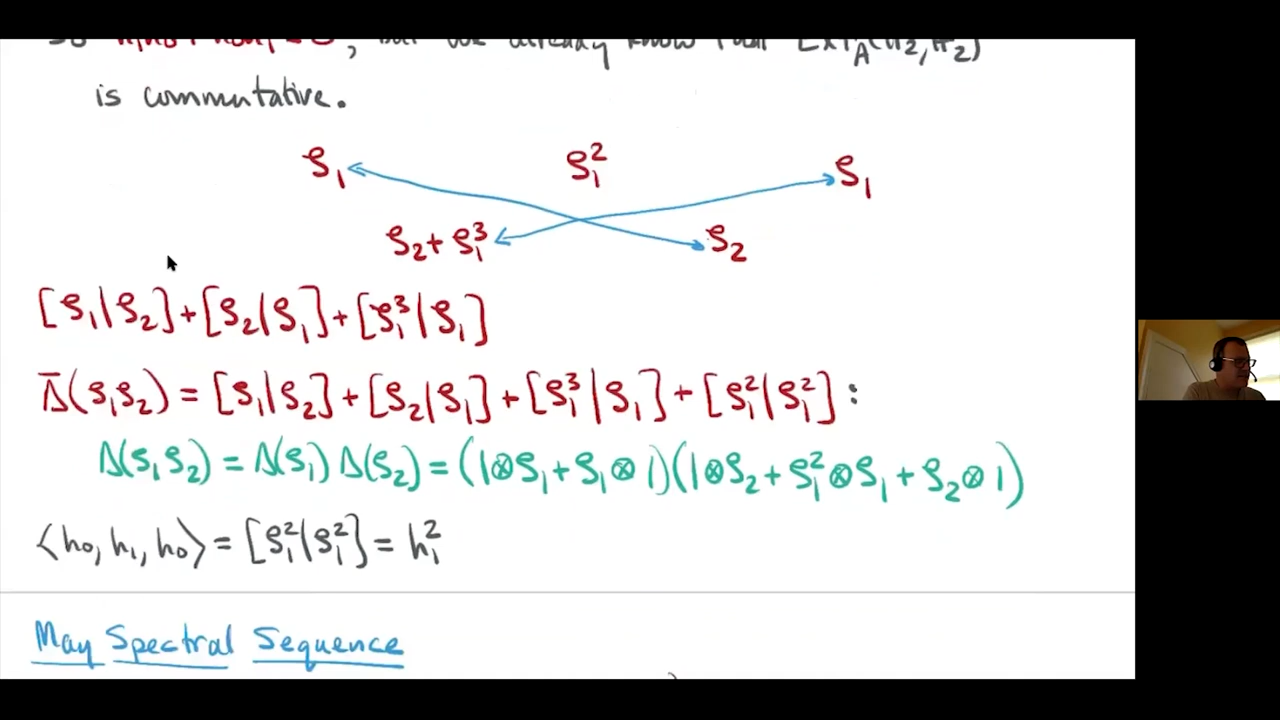 is commutative.
ξ₁ ξ₁² ξ₁
ξ₂ + ξ₁³ ξ₂
[ξ₁|ξ₂] + [ξ₂|ξ₁] + [ξ₁³|ξ₁]
Δ̄(ξ₁ξ₂) = [ξ₁|ξ₂] + [ξ₂|ξ₁] + [ξ₁³|ξ₁] + [ξ₁²|ξ₁²] :
Δ(ξ₁ξ₂) = Δ(ξ₁) Δ(ξ₂) = (1⊗ξ₁ + ξ₁⊗1)(1⊗ξ₂ + ξ₁²⊗ξ₁ + ξ₂⊗1)
⟨h₀, h₁, h₀⟩ = [ξ₁²|ξ₁²] = h₁²
May Spectral Sequence